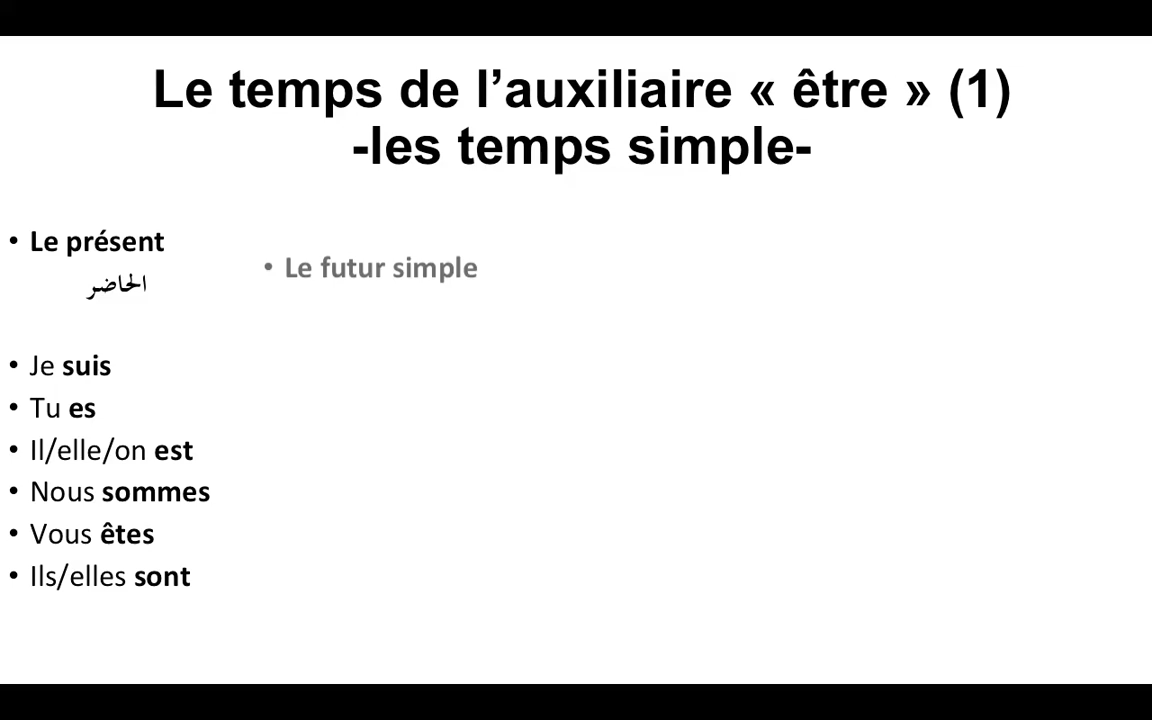 Le temps de l’auxiliaire « être » (1)
-les temps simple-
• Le présent
الحاضر
• Le futur simple
• Je suis
• Tu es
• Il/elle/on est
• Nous sommes
• Vous êtes
• Ils/elles sont